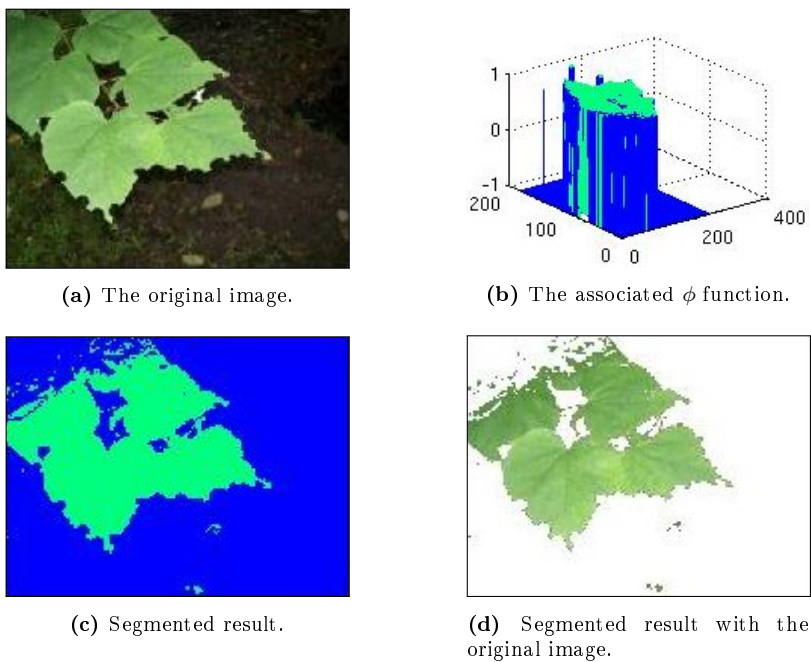 1
0
-1
200
100
0
0
200
400
(a) The original image.
(b) The associated ϕ function.
(c) Segmented result.
(d) Segmented result with the
original image.